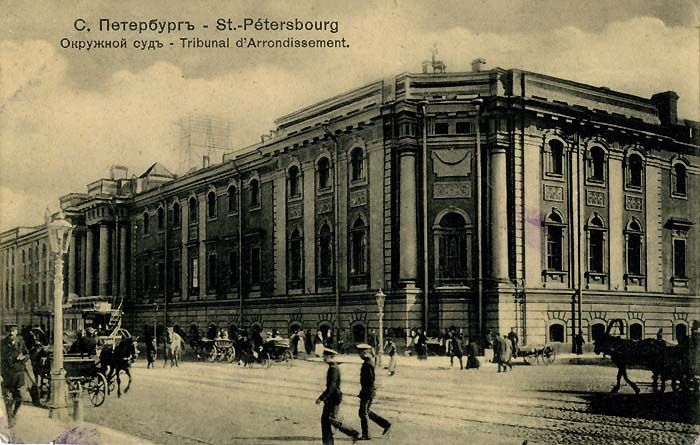 С. Петербургъ - St.-Pétersbourg
Окружной судъ - Tribunal d'Arrondissement.